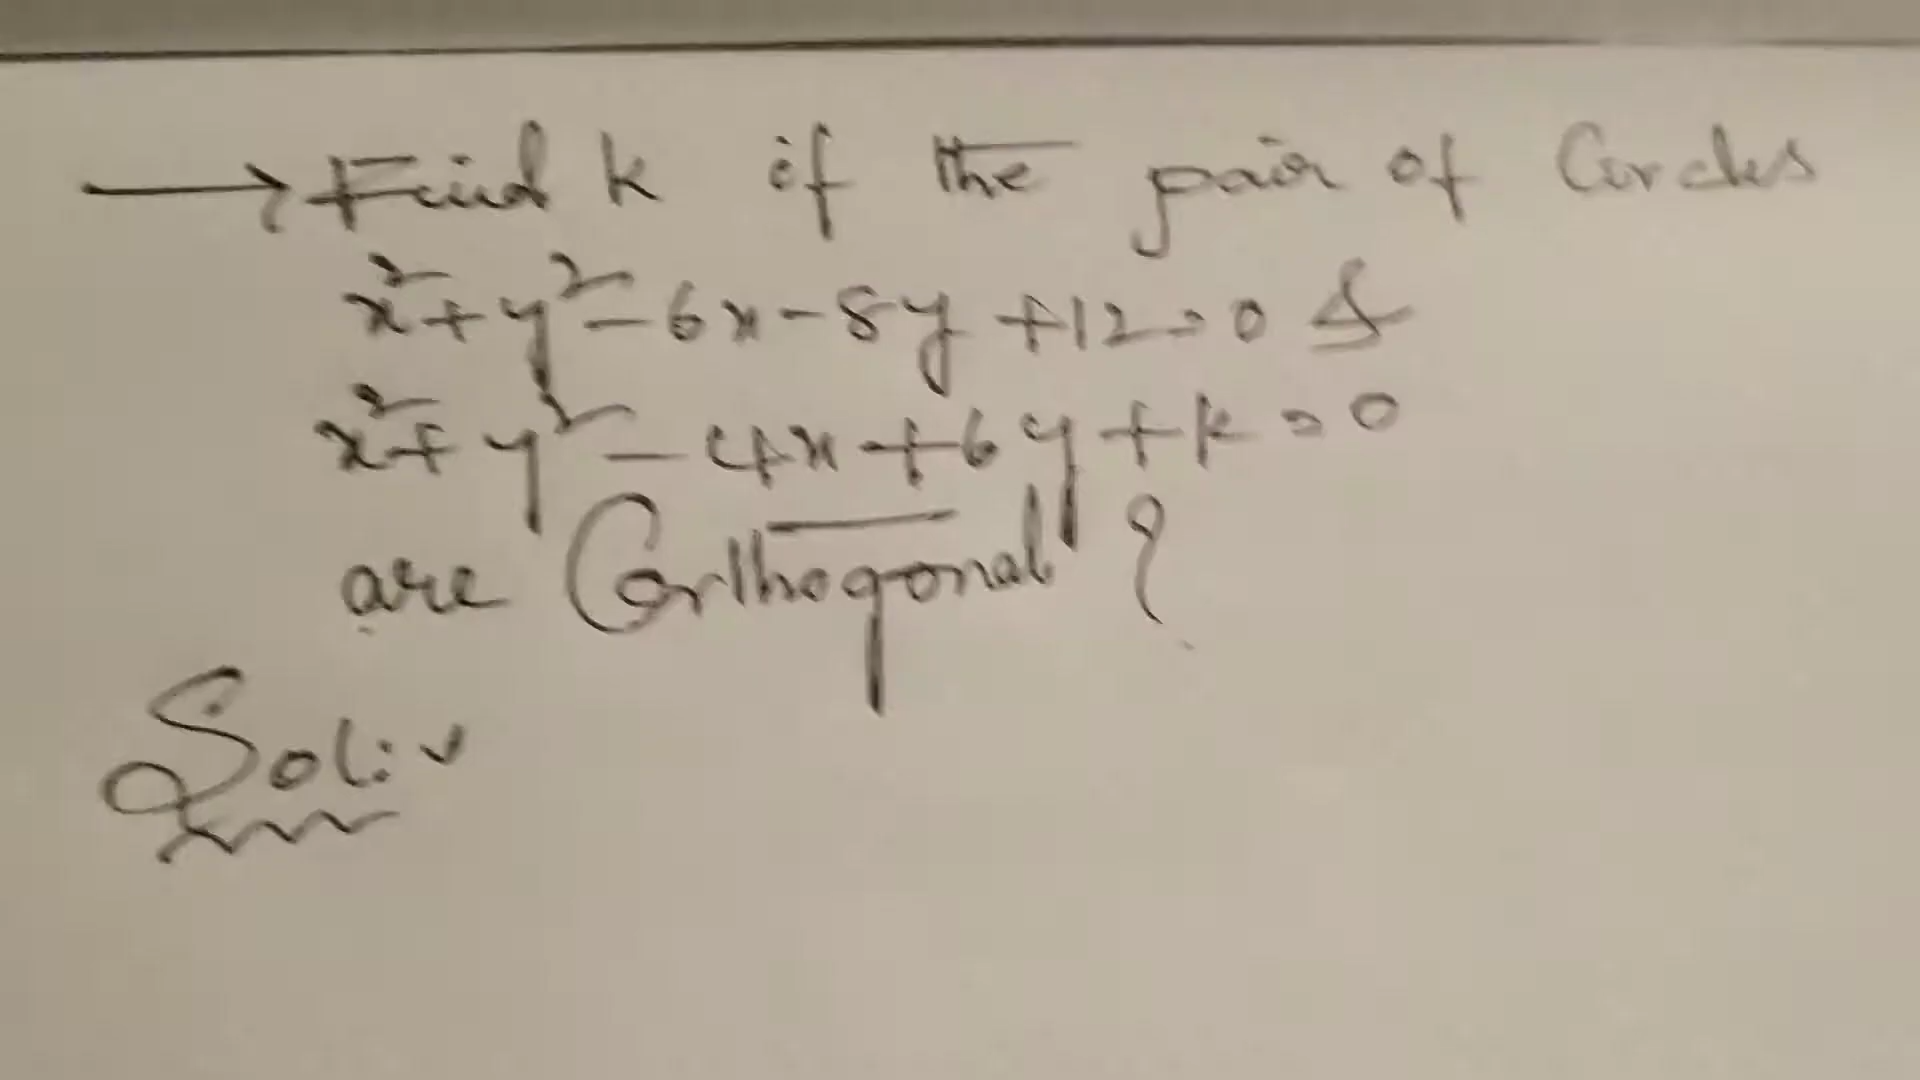 → Find k if the pair of Circles
x²+y²-6x-8y+12=0 &
x²+y²-4x+6y+k=0
are Orthogonal?
Sol: